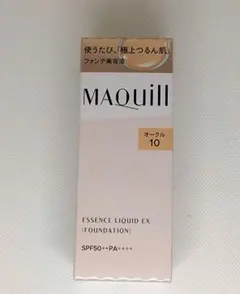 使うたび、「極上つるん肌」
ファンデ美容液
MAQuill
オークル
10
ESSENCE LIQUID EX
(FOUNDATION)
SPF50++PA++++